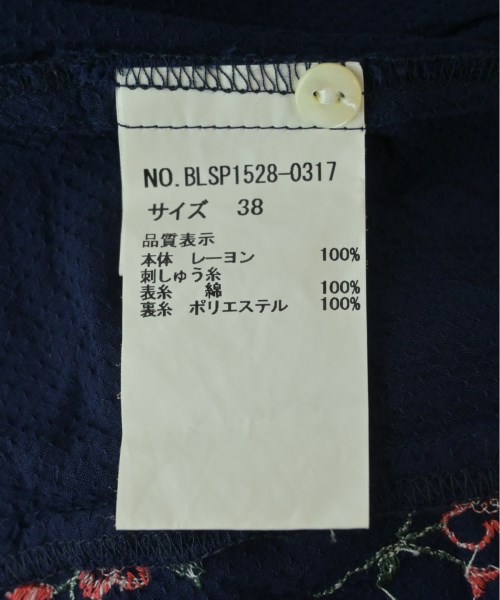 NO.BLSP1528-0317
サイズ 38
品質表示
本体 レーヨン 100%
刺しゅう糸
表糸 綿 100%
裏糸 ポリエステル 100%